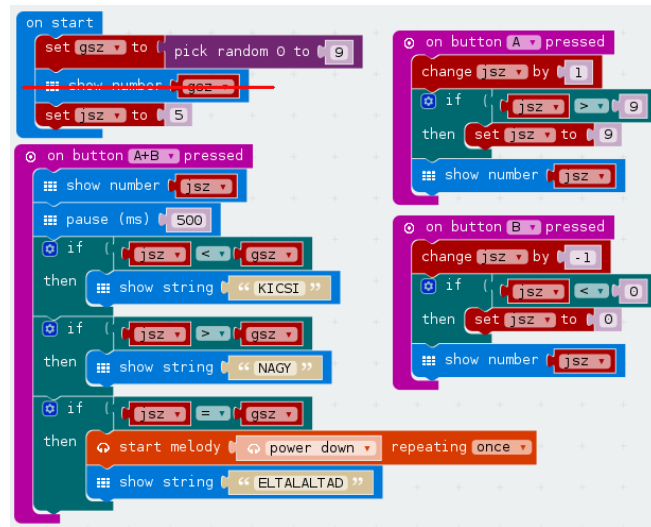 on start
set gsz to pick random 0 to 9
show number gsz
set jsz to 5
on button A+B pressed
show number jsz
pause (ms) 500
if jsz < gsz
then show string “ KICSI ”
if jsz > gsz
then show string “ NAGY ”
if jsz = gsz
then start melody power down repeating once
show string “ ELTALALTAD ”
on button A pressed
change jsz by 1
if jsz > 9
then set jsz to 9
show number jsz
on button B pressed
change jsz by -1
if jsz < 0
then set jsz to 0
show number jsz